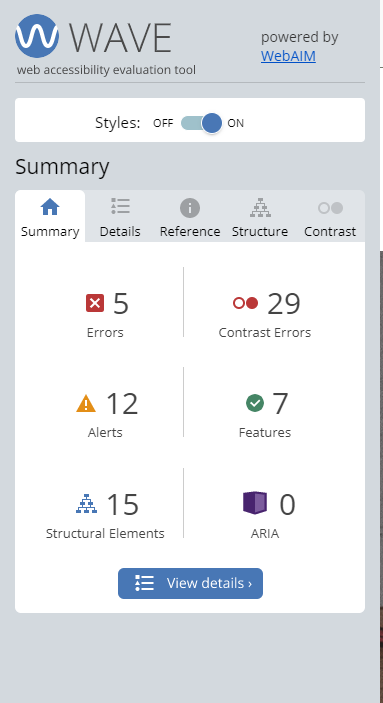 WAVE
web accessibility evaluation tool
powered by
WebAIM
Styles: OFF ON
Summary
Summary Details Reference Structure Contrast
5 29
Errors Contrast Errors
12 7
Alerts Features
15 0
Structural Elements ARIA
View details ›